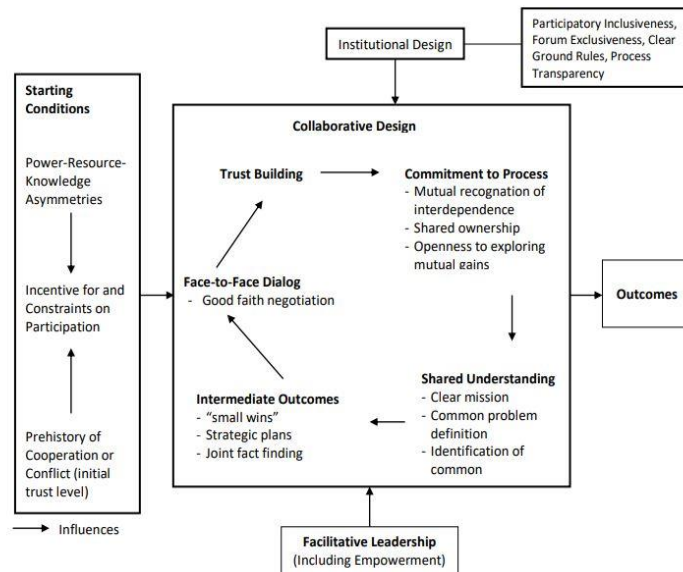 Institutional Design
Participatory Inclusiveness,
Forum Exclusiveness, Clear
Ground Rules, Process
Transparency
Starting
Conditions
Power-Resource-
Knowledge
Asymmetries
Incentive for and
Constraints on
Participation
Prehistory of
Cooperation or
Conflict (initial
trust level)
Influences
Collaborative Design
Trust Building
Commitment to Process
- Mutual recognation of
interdependence
- Shared ownership
- Openness to exploring
mutual gains
Face-to-Face Dialog
- Good faith negotiation
Intermediate Outcomes
- “small wins”
- Strategic plans
- Joint fact finding
Shared Understanding
- Clear mission
- Common problem
definition
- Identification of
common
Outcomes
Facilitative Leadership
(Including Empowerment)